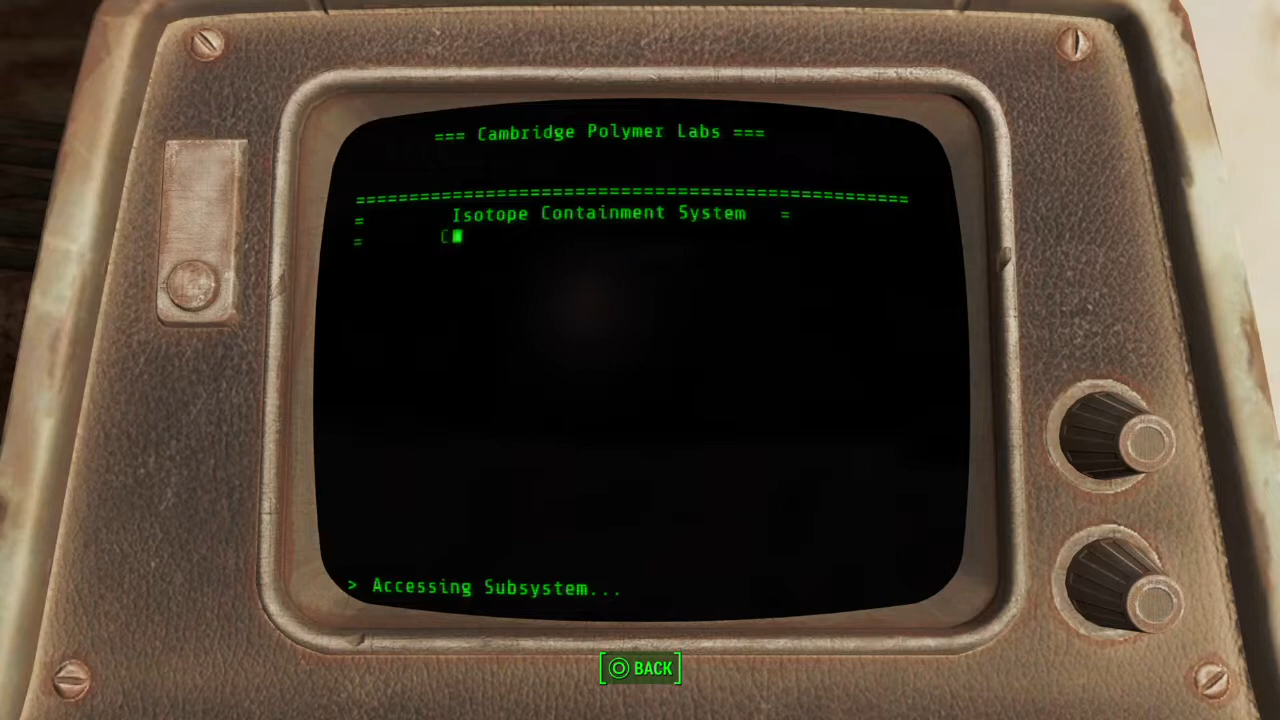 === Cambridge Polymer Labs ===
==================================================
= Isotope Containment System =
= C
> Accessing Subsystem...
BACK